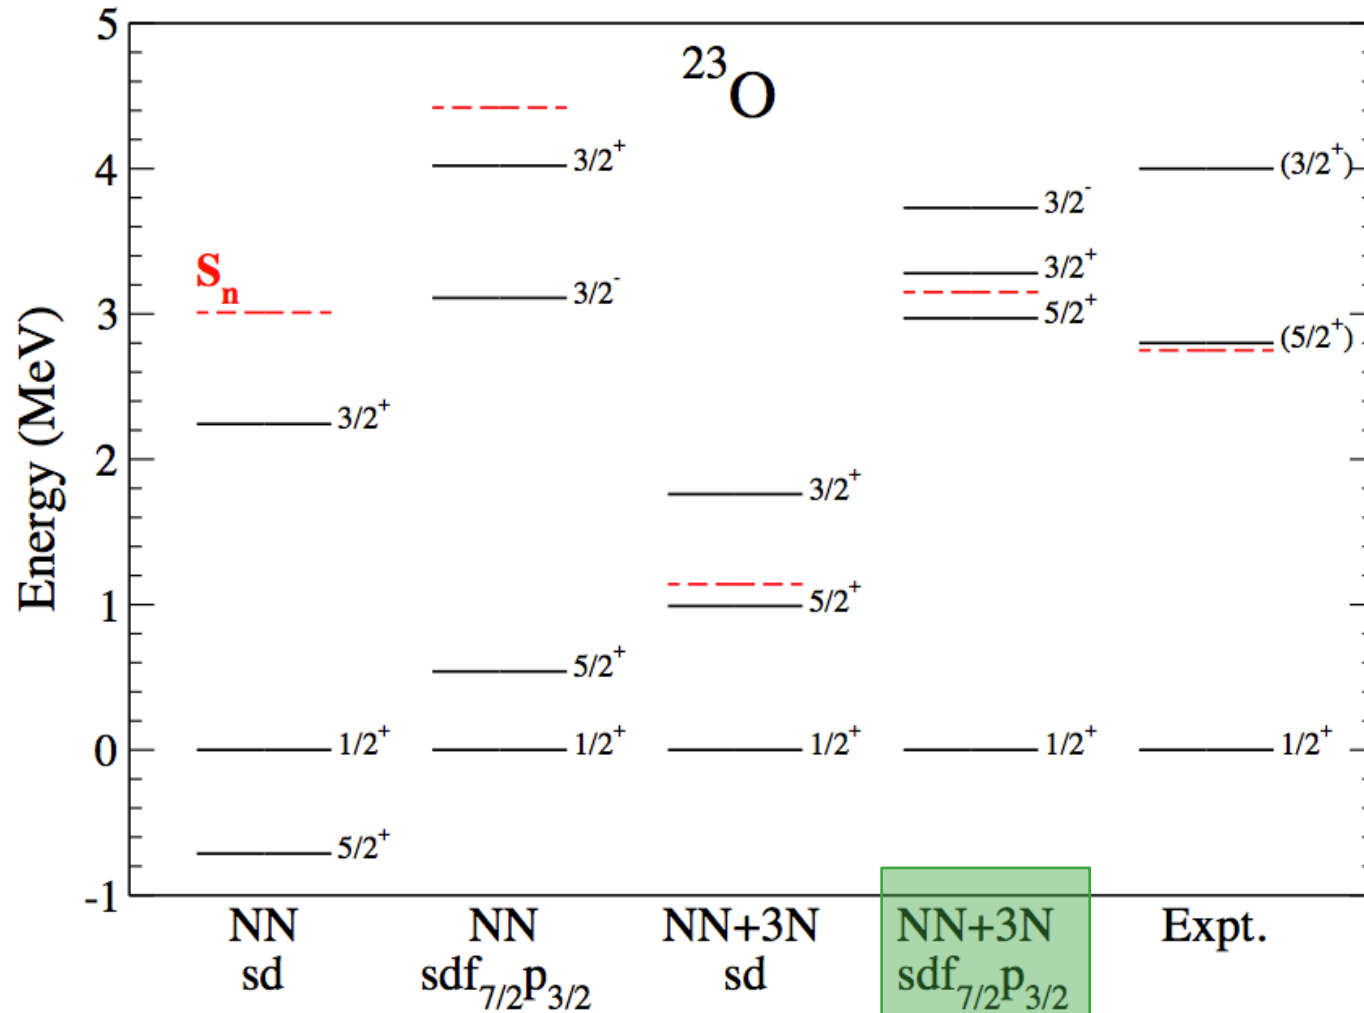 ²³O
Energy (MeV)
5
4
3
2
1
0
-1
Sₙ
3/2⁺
1/2⁺
5/2⁺
3/2⁺
3/2⁻
5/2⁺
1/2⁺
3/2⁺
5/2⁺
1/2⁺
3/2⁻
3/2⁺
5/2⁺
1/2⁺
(3/2⁺)
(5/2⁺)
1/2⁺
NN
sd
NN
sdf₇/₂p₃/₂
NN+3N
sd
NN+3N
sdf₇/₂p₃/₂
Expt.